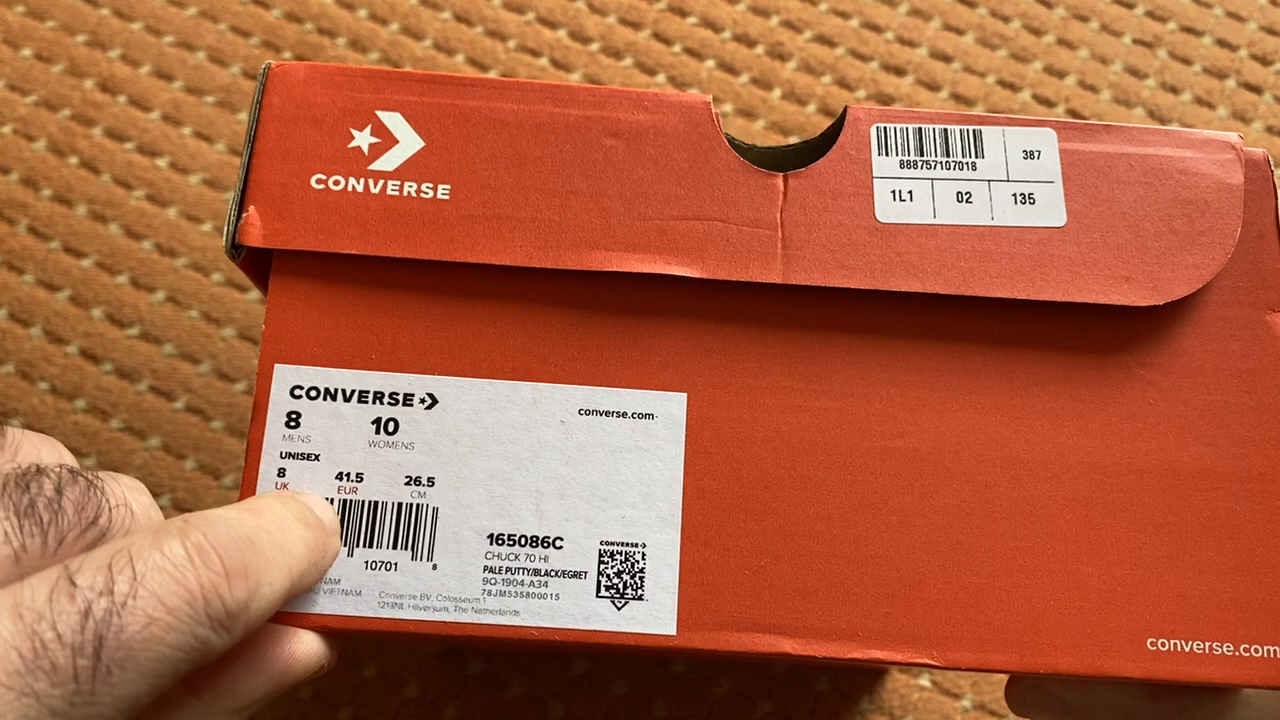 CONVERSE
888757107018
387
1L1 02 135
CONVERSE
converse.com
8 10
MENS WOMENS
UNISEX
8 41.5 26.5
UK EUR CM
10701 8
165086C
CHUCK 70 HI
PALE PUTTY/BLACK/EGRET
9Q-1904-A34
78JM535800015
CONVERSE
NAM
VIETNAM
Converse BV, Colosseum 1
1213NL Hilversum, The Netherlands
converse.com